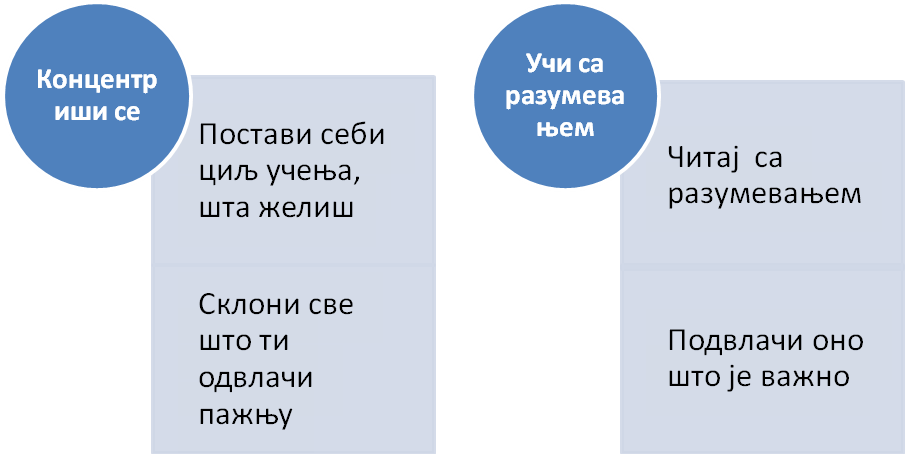 Концентр
иши се
Постави себи
циљ учења,
шта желиш
Склони све
што ти
одвлачи
пажњу
Учи са
разумева
њем
Читај  са
разумевањем
Подвлачи оно
што је важно